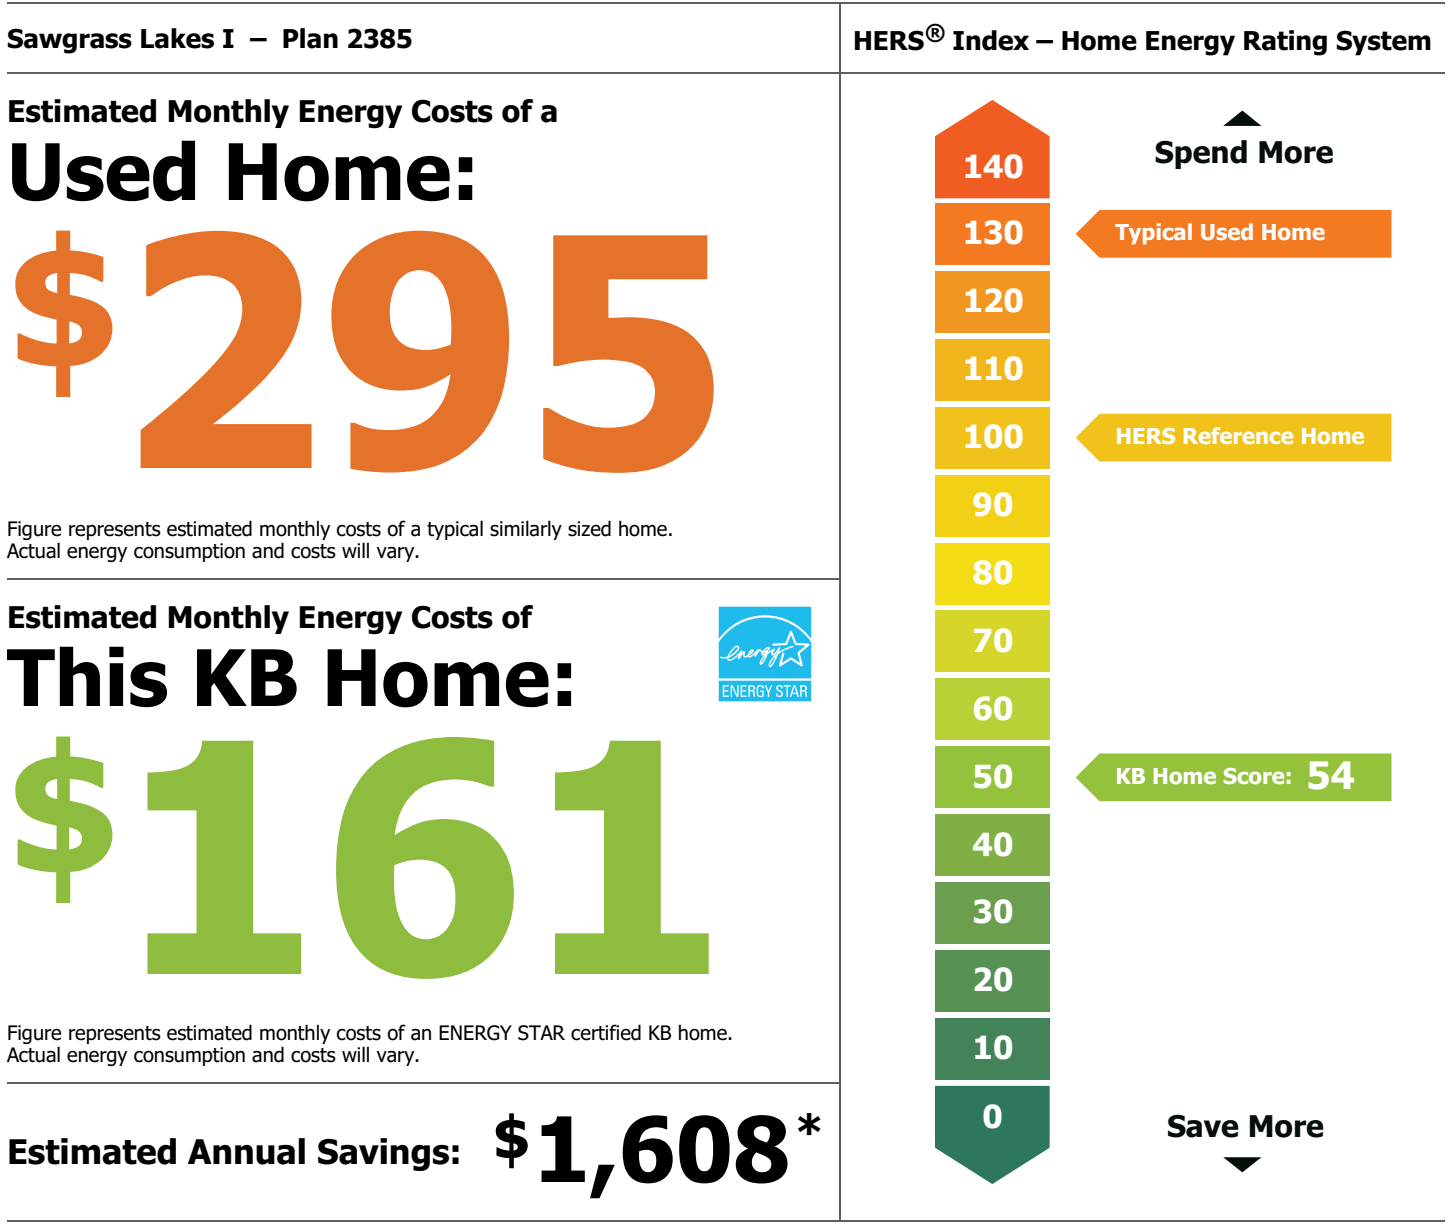 Sawgrass Lakes I – Plan 2385
Estimated Monthly Energy Costs of a
Used Home:
$295
Figure represents estimated monthly costs of a typical similarly sized home.
Actual energy consumption and costs will vary.
Estimated Monthly Energy Costs of
This KB Home:
energy
ENERGY STAR
$161
Figure represents estimated monthly costs of an ENERGY STAR certified KB home.
Actual energy consumption and costs will vary.
Estimated Annual Savings: $1,608*
HERS® Index – Home Energy Rating System
Spend More
140
130 Typical Used Home
120
110
100 HERS Reference Home
90
80
70
60
50 KB Home Score: 54
40
30
20
10
0
Save More